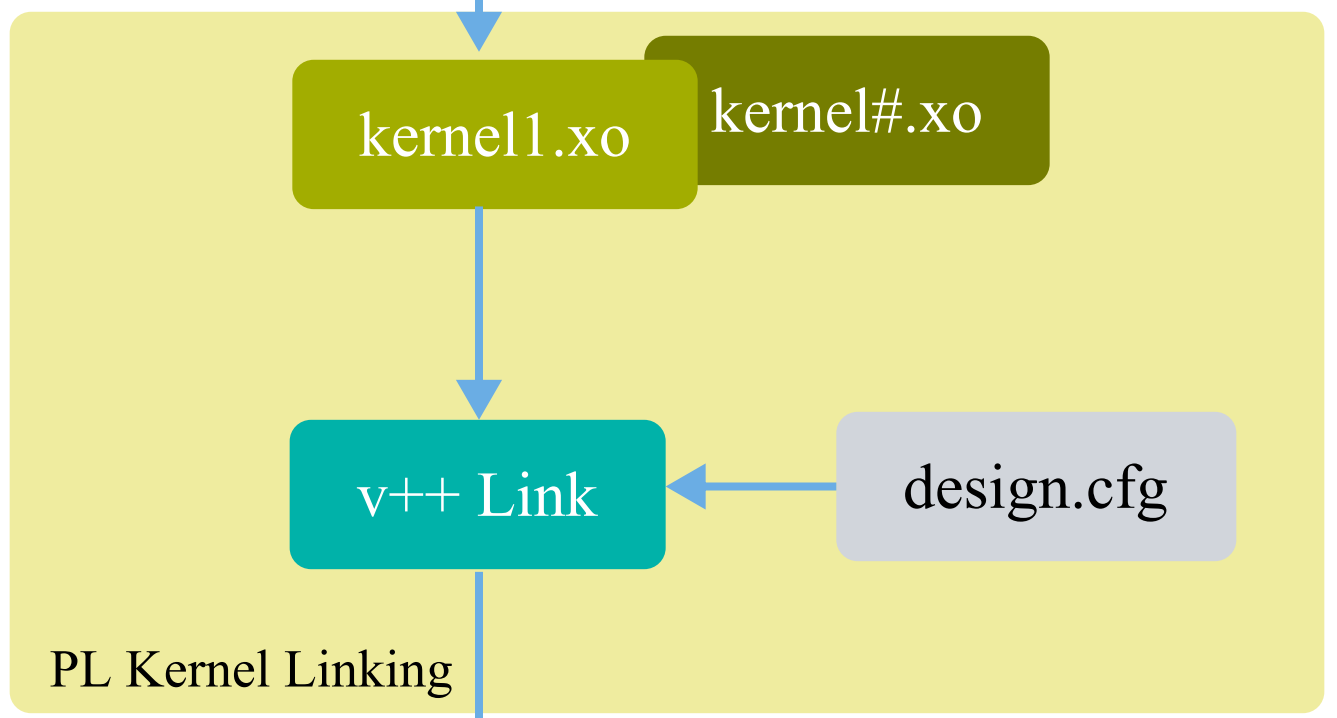 kernel1.xo
kernel#.xo
v++ Link
design.cfg
PL Kernel Linking